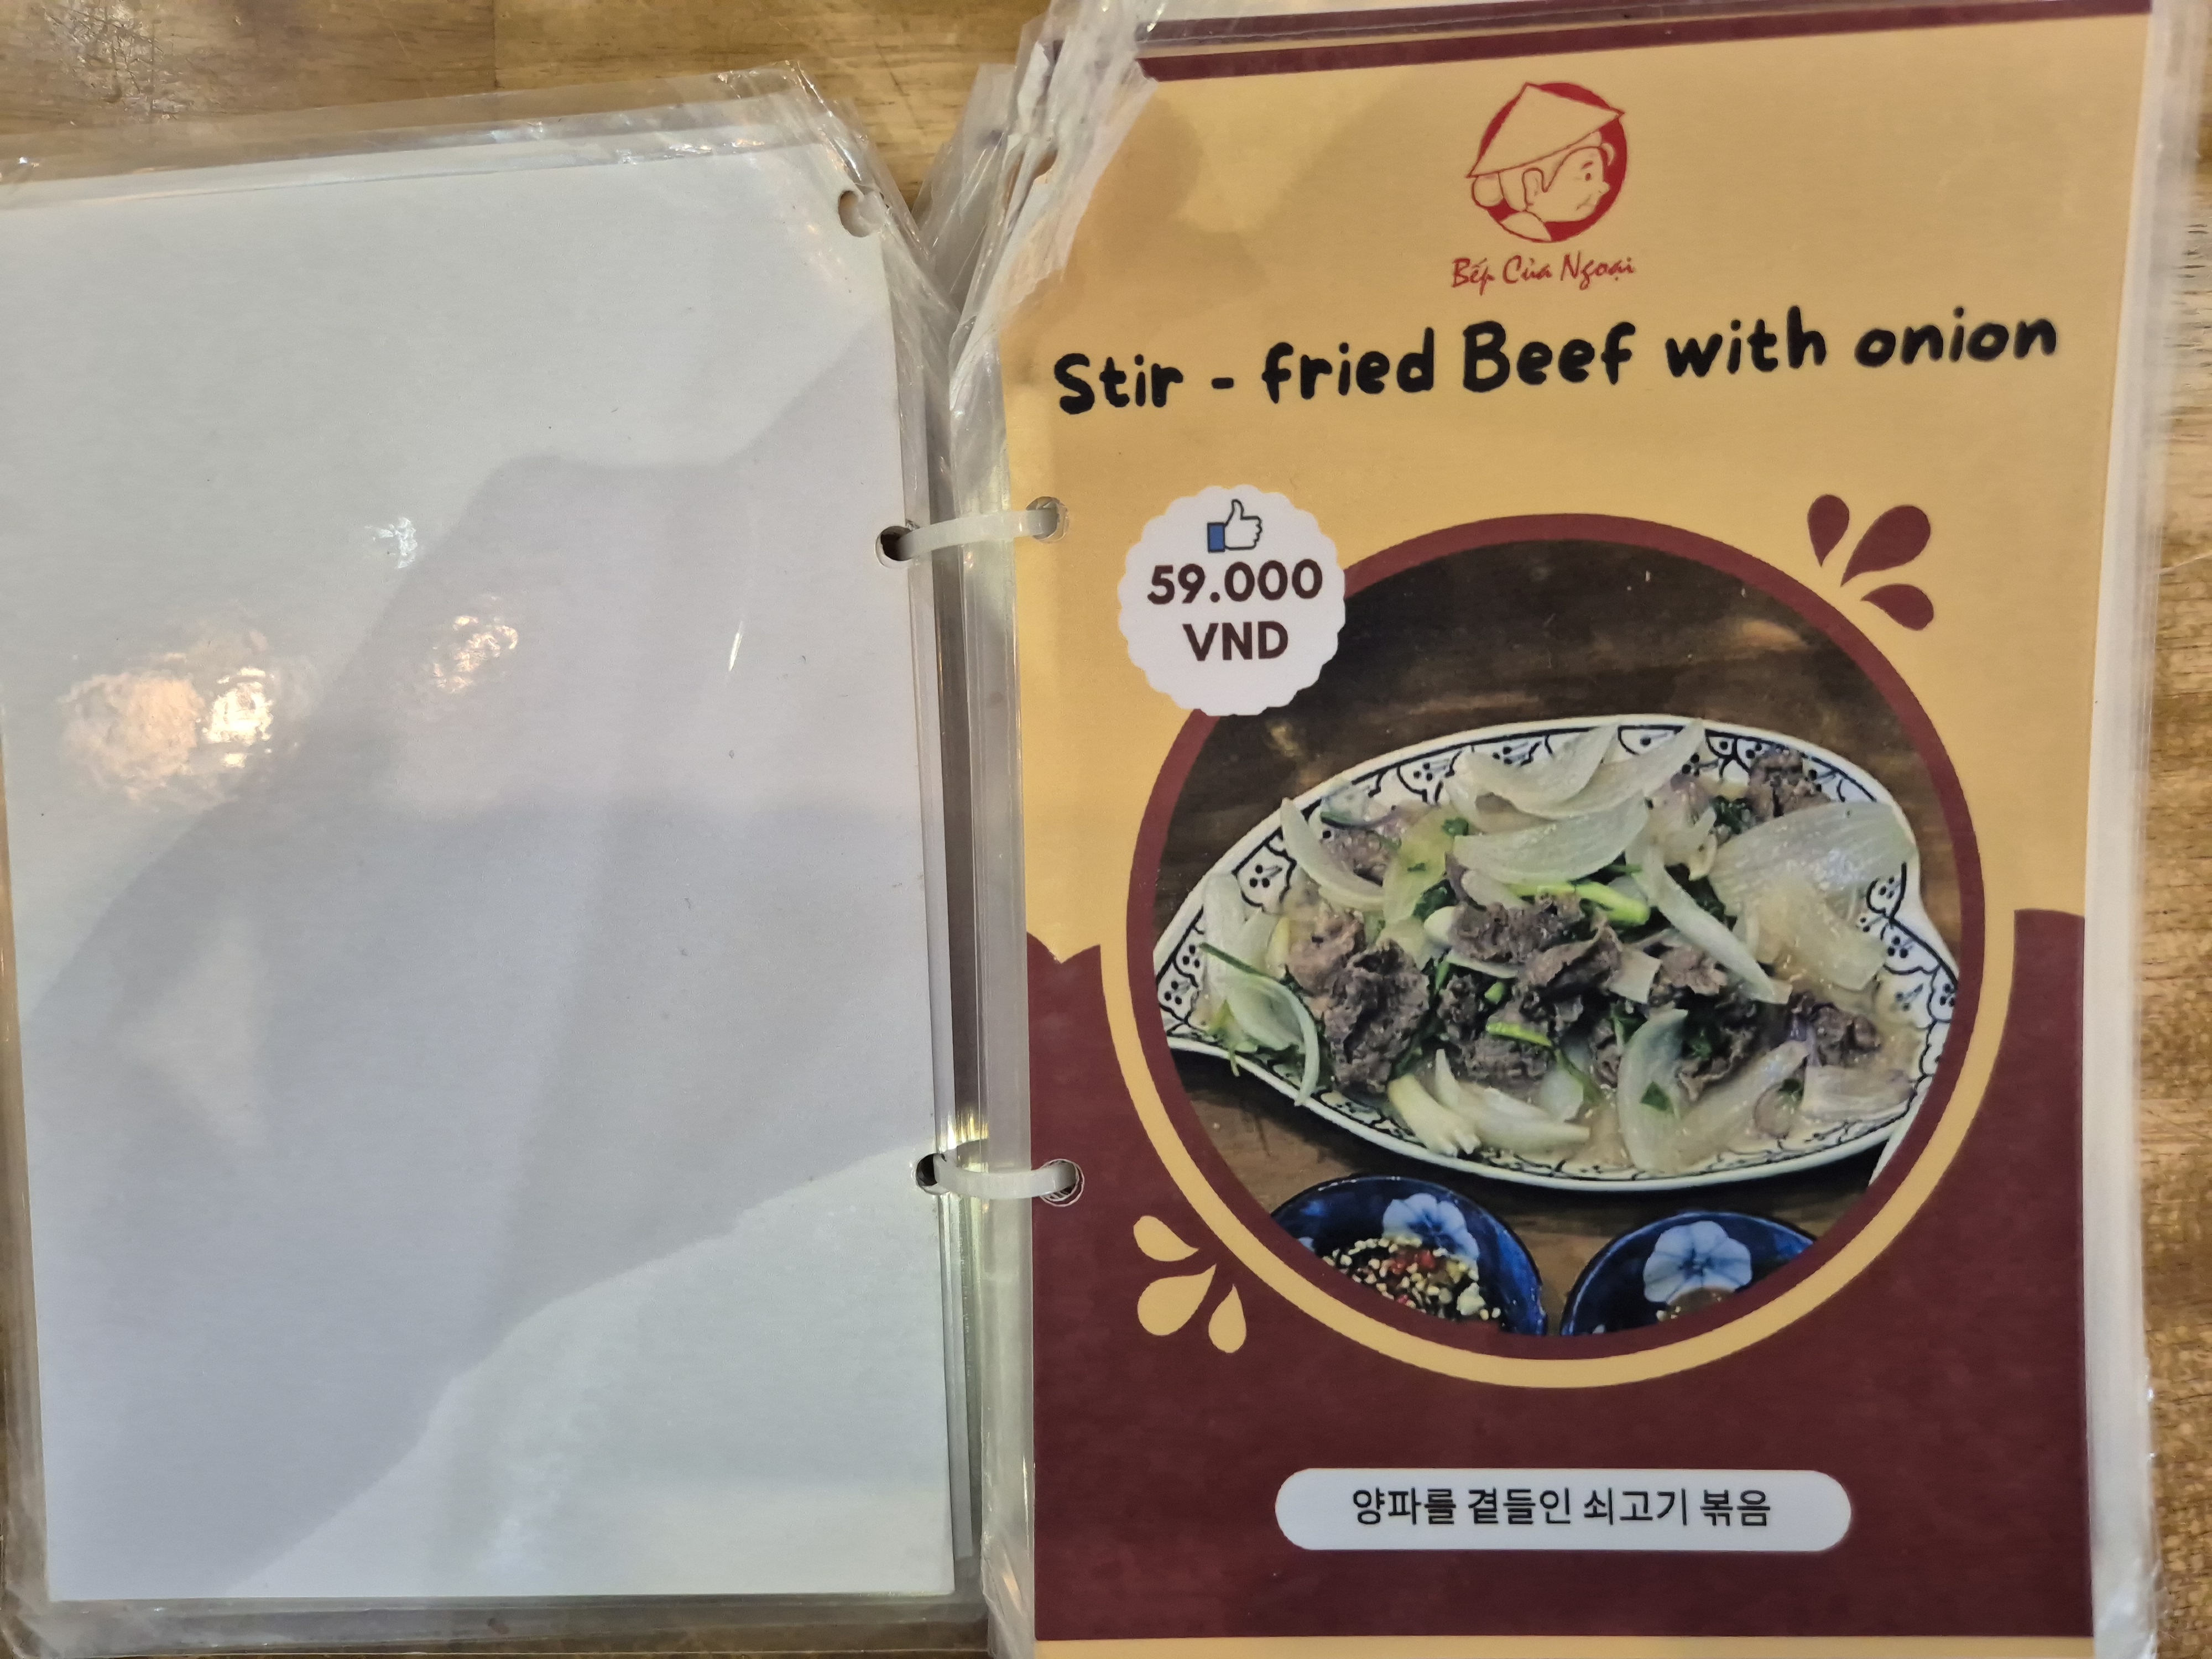 Bếp Của Ngoại
Stir - fried Beef with onion
59.000
VND
양파를 곁들인 쇠고기 볶음